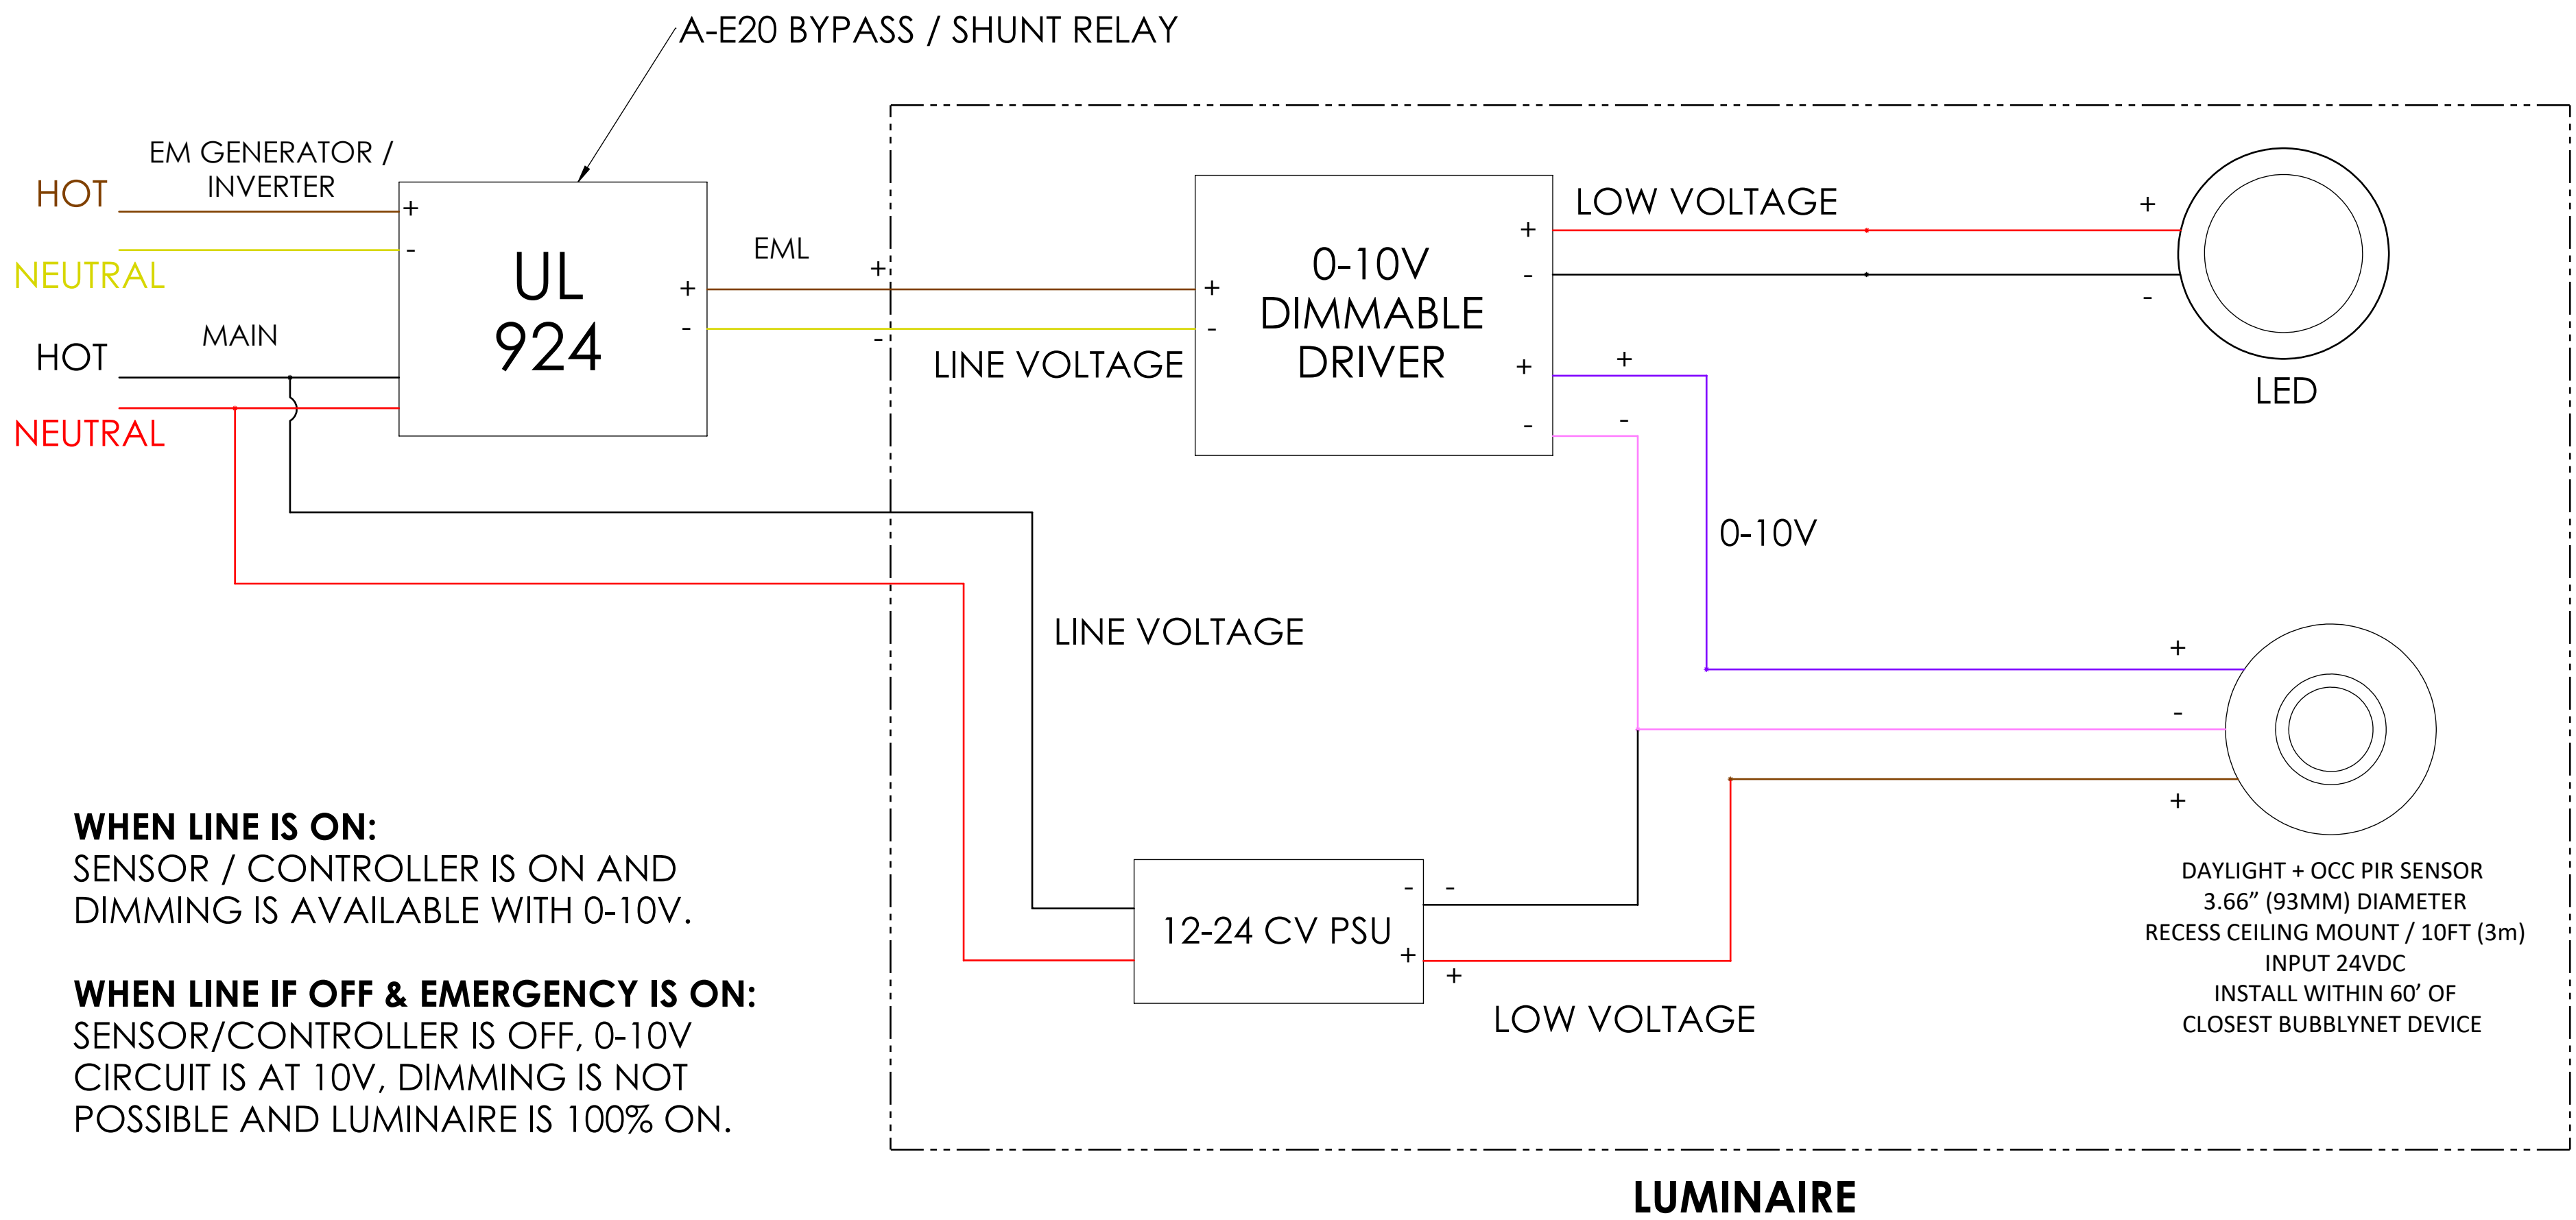 A-E20 BYPASS / SHUNT RELAY
EM GENERATOR /
INVERTER
HOT
NEUTRAL
+
-
MAIN
HOT
NEUTRAL
UL
924
+
-
EML
+
-
LINE VOLTAGE
+
-
0-10V
DIMMABLE
DRIVER
+
-
+
-
LOW VOLTAGE
+
-
LED
+
-
0-10V
LINE VOLTAGE
+
-
+
12-24 CV PSU
-
+
-
+
LOW VOLTAGE
DAYLIGHT + OCC PIR SENSOR
3.66” (93MM) DIAMETER
RECESS CEILING MOUNT / 10FT (3m)
INPUT 24VDC
INSTALL WITHIN 60’ OF
CLOSEST BUBBLYNET DEVICE
WHEN LINE IS ON:
SENSOR / CONTROLLER IS ON AND
DIMMING IS AVAILABLE WITH 0-10V.
WHEN LINE IF OFF & EMERGENCY IS ON:
SENSOR/CONTROLLER IS OFF, 0-10V
CIRCUIT IS AT 10V, DIMMING IS NOT
POSSIBLE AND LUMINAIRE IS 100% ON.
LUMINAIRE